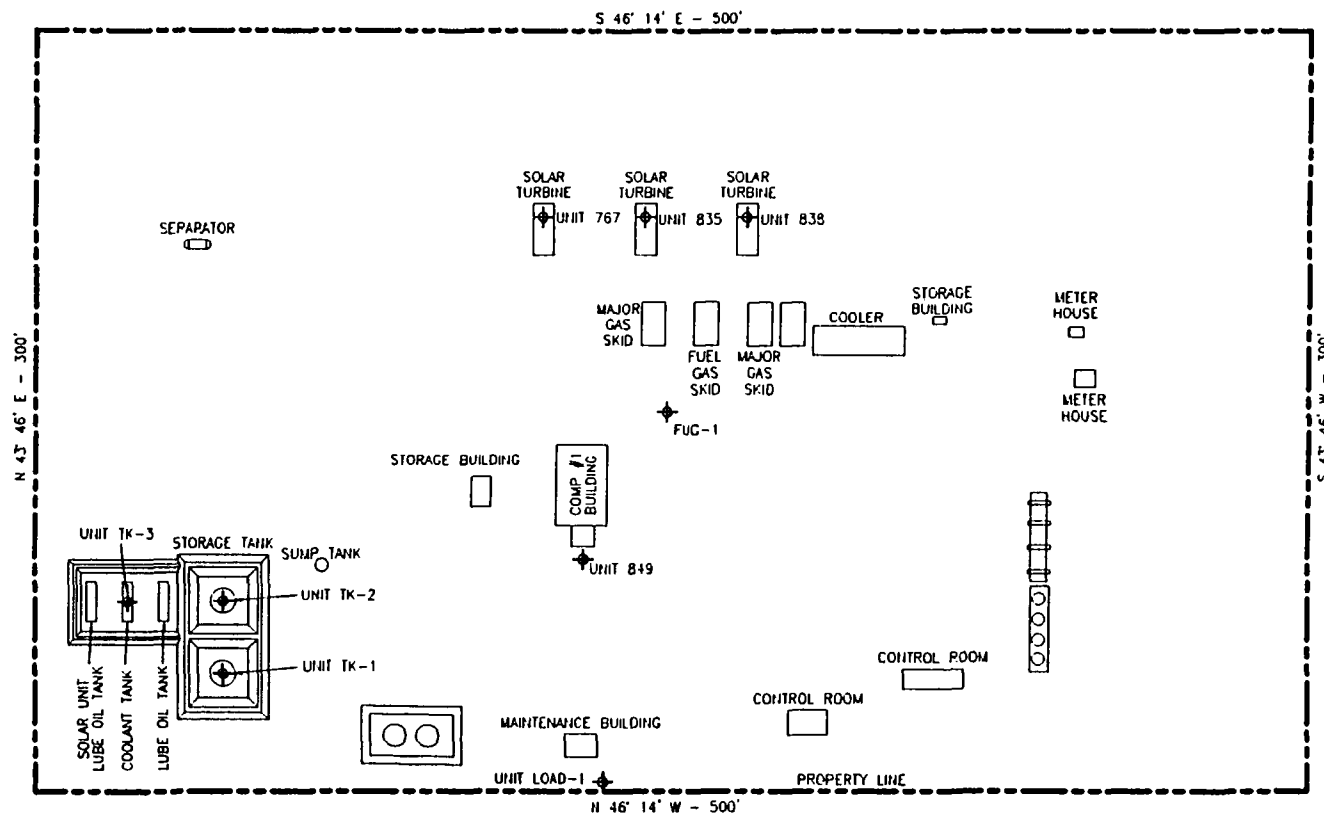 S 46° 14' E - 500'
SOLAR
TURBINE
SOLAR
TURBINE
SOLAR
TURBINE
UNIT 767
UNIT 835
UNIT 838
SEPAPATOR
MAJOR
GAS
SKID
FUEL
GAS
SKID
MAJOR
GAS
SKID
COOLER
STORAGE
BUILDING
METER
HOUSE
METER
HOUSE
N 43° 46' E - 300'
S 43° 46' W - 300'
FUG-1
STORAGE BUILDING
COMP #1
BUILDING
UNIT TK-3
STORAGE TANK
SUMP TANK
UNIT 849
UNIT TK-2
UNIT TK-1
SOLAR UNIT
LUBE OIL TANK
COOLANT TANK
LUBE OIL TANK
CONTROL ROOM
CONTROL ROOM
MAINTENANCE BUILDING
UNIT LOAD-1
PROPERTY LINE
N 46° 14' W - 500'